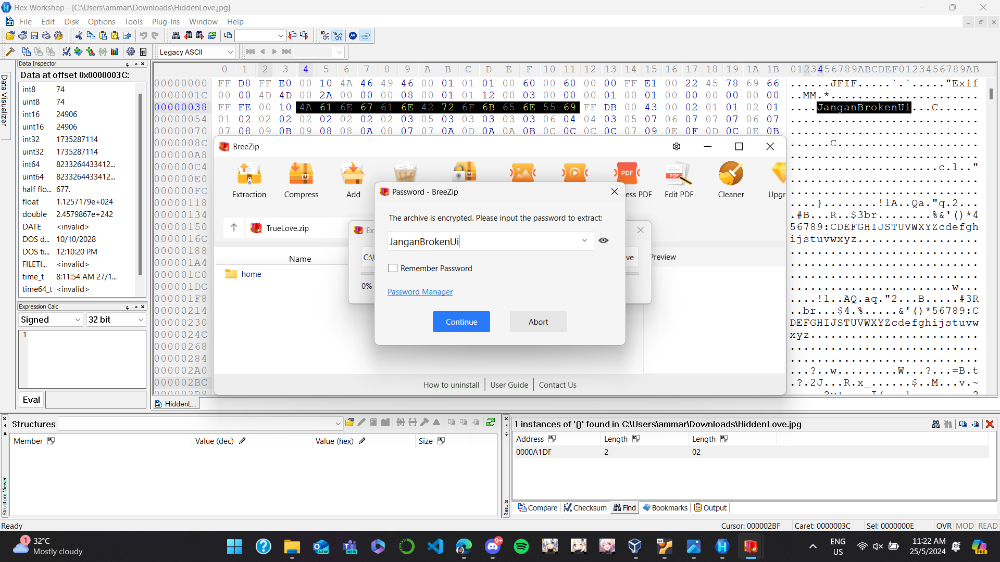 Hex Workshop - [C:\Users\ammar\Downloads\HiddenLove.jpg]
File Edit Disk Options Tools Plug-Ins Window Help
Legacy ASCII
Data Visualizer
Data Inspector
Data at offset 0x0000003C:
int8 74
uint8 74
int16 24906
uint16 24906
int32 1735287114
uint32 1735287114
int64 8233264433412...
uint64 8233264433412...
half flo... 677.
float 1.1257179e+024
double 2.4579867e+242
DATE <invalid>
DOS d... 10/10/2028
DOS ti... 12:10:20 PM
FILETI... <invalid>
time_t 8:11:54 AM 27/1...
time64_t <invalid>
Expression Calc
Signed 32 bit
1
Eval
0 1 2 3 4 5 6 7 8 9 A B C D E F 10 11 12 13 14 15 16 17 18 19 1A 1B 0123456789ABCDEF0123456789AB
00000000 FF D8 FF E0 00 10 4A 46 49 46 00 01 01 01 00 60 00 60 00 00 FF E1 00 22 45 78 69 66 ......JFIF.....`.`....."Exif
0000001C 00 00 4D 4D 00 2A 00 00 00 08 00 01 01 12 00 03 00 00 00 01 00 01 00 00 00 00 00 00 ..MM.*......................
00000038 FF FE 00 10 4A 61 6E 67 61 6E 42 72 6F 6B 65 6E 55 69 FF DB 00 43 00 02 01 01 02 01 ....JanganBrokenUi...C......
00000054 01 02 02 02 02 02 02 02 02 03 05 03 03 03 03 03 06 04 04 03 05 07 06 07 07 07 06 07 ............................
00000070 07 08 09 0B 09 08 08 0A 08 07 07 0A 0D 0A 0A 0B 0C 0C 0C 0C 07 09 0E 0F 0D 0C 0E 0B ............................
0000008C ......C.....................
000000A8
000000C4 ......................c.l.."
000000E0
000000FC
00000118 ....}........!1A..Qa."q.2...
00000134 .#B...R..$3br........%&'()*4
00000150 56789:CDEFGHIJSTUVWXYZcdefgh
0000016C ijstuvwxyz..................
00000188
000001A4
000001C0
000001DC ........................w...
000001F8 ....!1..AQ.aq."2...B.....#3R
00000214 ..br...$4.%.....&'()*56789:C
00000230 DEFGHIJSTUVWXYZcdefghijstuvw
0000024C xyz.........................
00000268
00000284
000002A0 ...?..w.........W...?...=B.t
000002BC .?.2J...R.x_......$..M...v.~
000002D8
HiddenL...
BreeZip
Extraction Compress Add ess PDF Edit PDF Cleaner Upgr
PDF
TrueLove.zip
Name
Preview
home
Ex
C:\U
ve
0%
Password - BreeZip
The archive is encrypted. Please input the password to extract:
JanganBrokenUi
Remember Password
Password Manager
Continue Abort
How to uninstall User Guide Contact Us
Structures
Member Value (dec) Value (hex) Size
Structure Viewer
1 instances of '{}' found in C:\Users\ammar\Downloads\HiddenLove.jpg
Address Length Length
0000A1DF 2 02
Results
Compare Checksum Find Bookmarks Output
Ready
Cursor: 000002BF Caret: 0000003C Sel: 0000000E OVR MOD READ
1
32°C
Mostly cloudy
NEW
NEW
9+
64
ENG
US
11:22 AM
25/5/2024
PRE